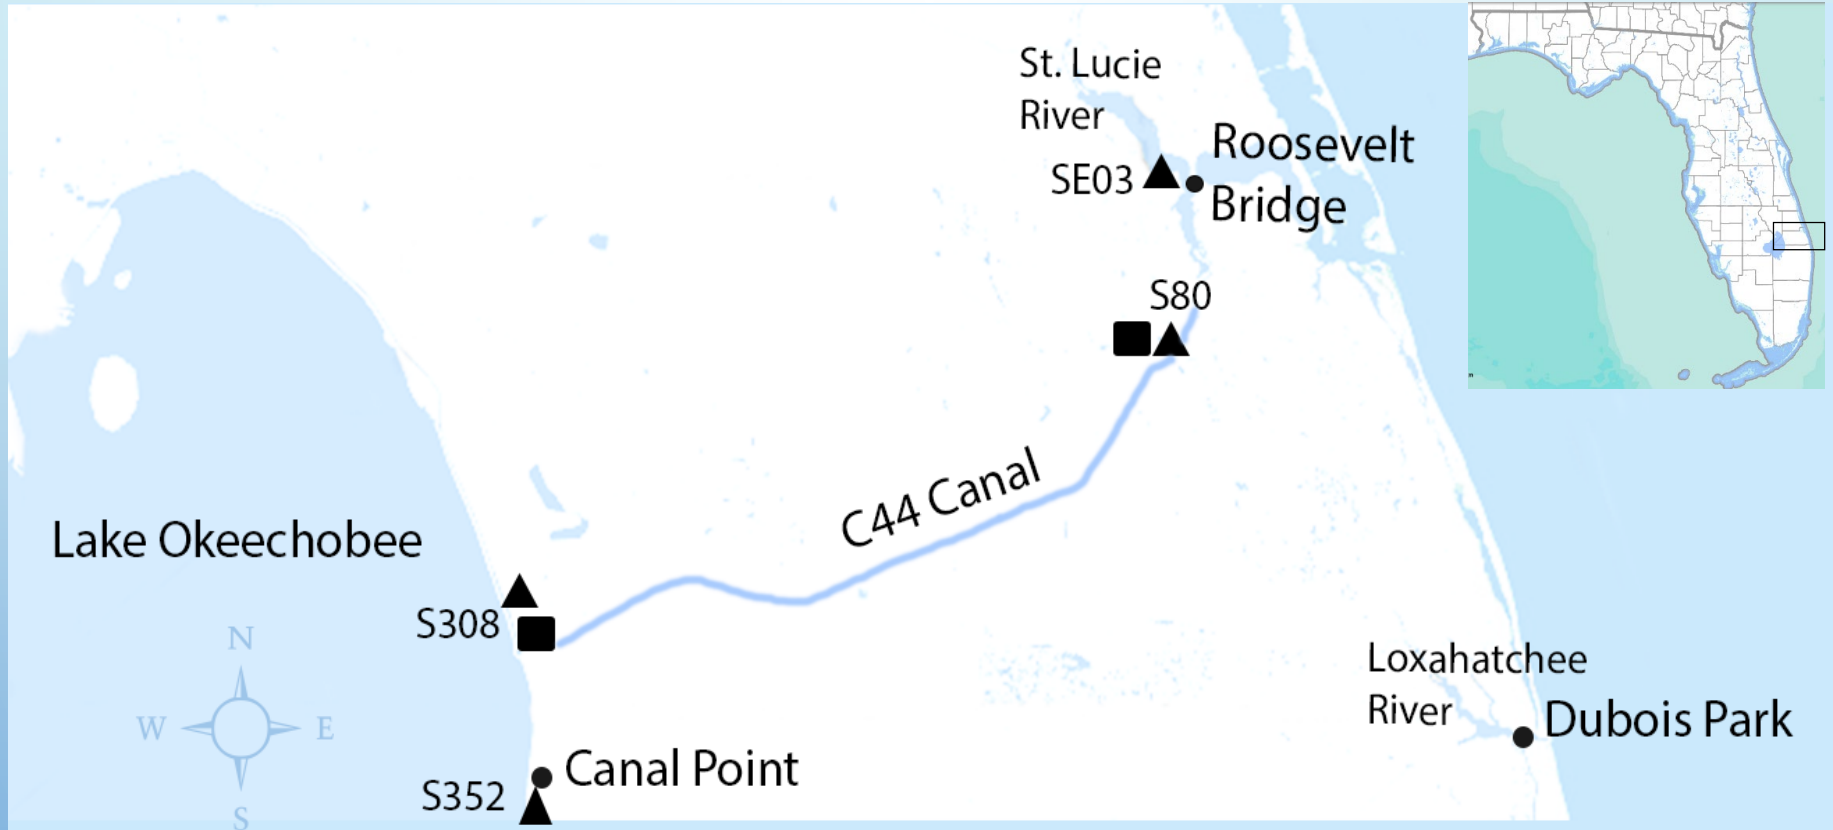 St. Lucie
River
Roosevelt
Bridge
SE03
S80
C44 Canal
Lake Okeechobee
S308
N
W
E
S
Loxahatchee
River
Dubois Park
Canal Point
S352